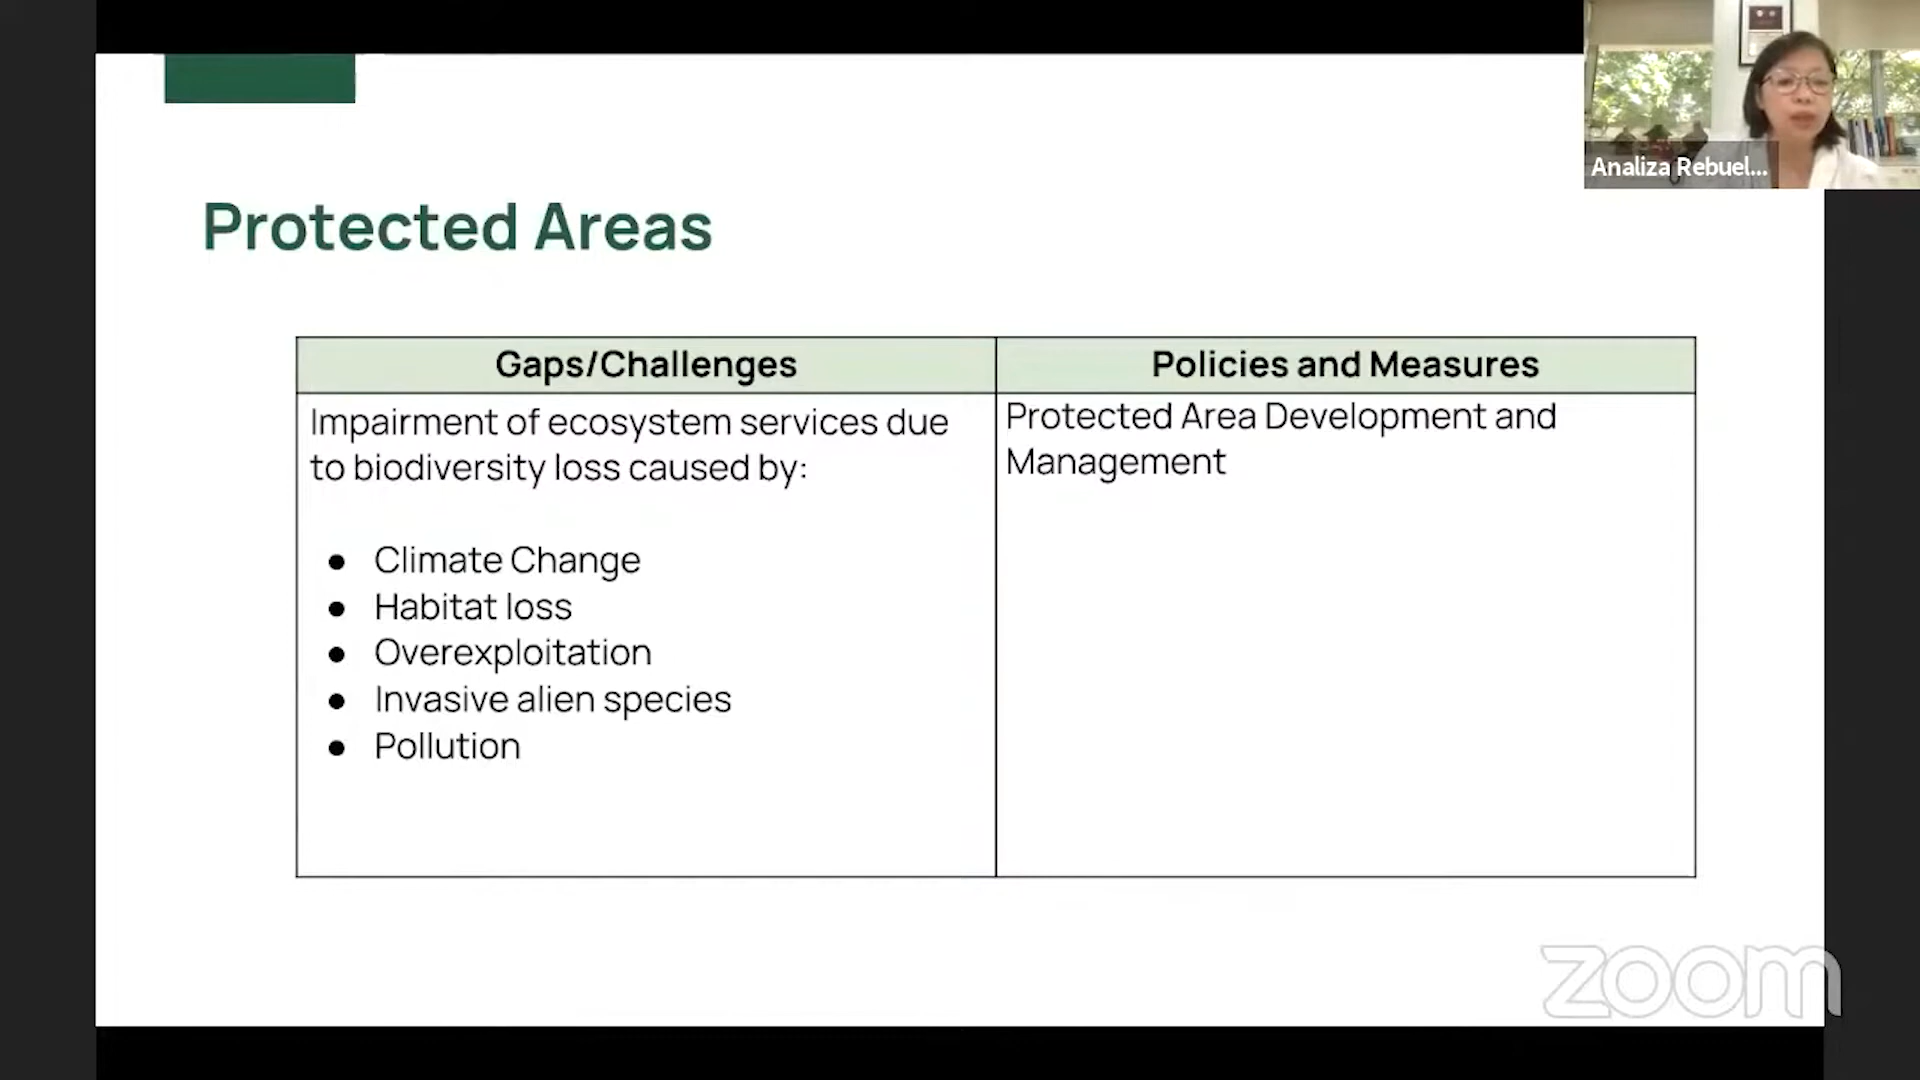 Analiza Rebuel...
Protected Areas
Gaps/Challenges
Policies and Measures
Impairment of ecosystem services due
to biodiversity loss caused by:
● Climate Change
● Habitat loss
● Overexploitation
● Invasive alien species
● Pollution
Protected Area Development and
Management
zoom